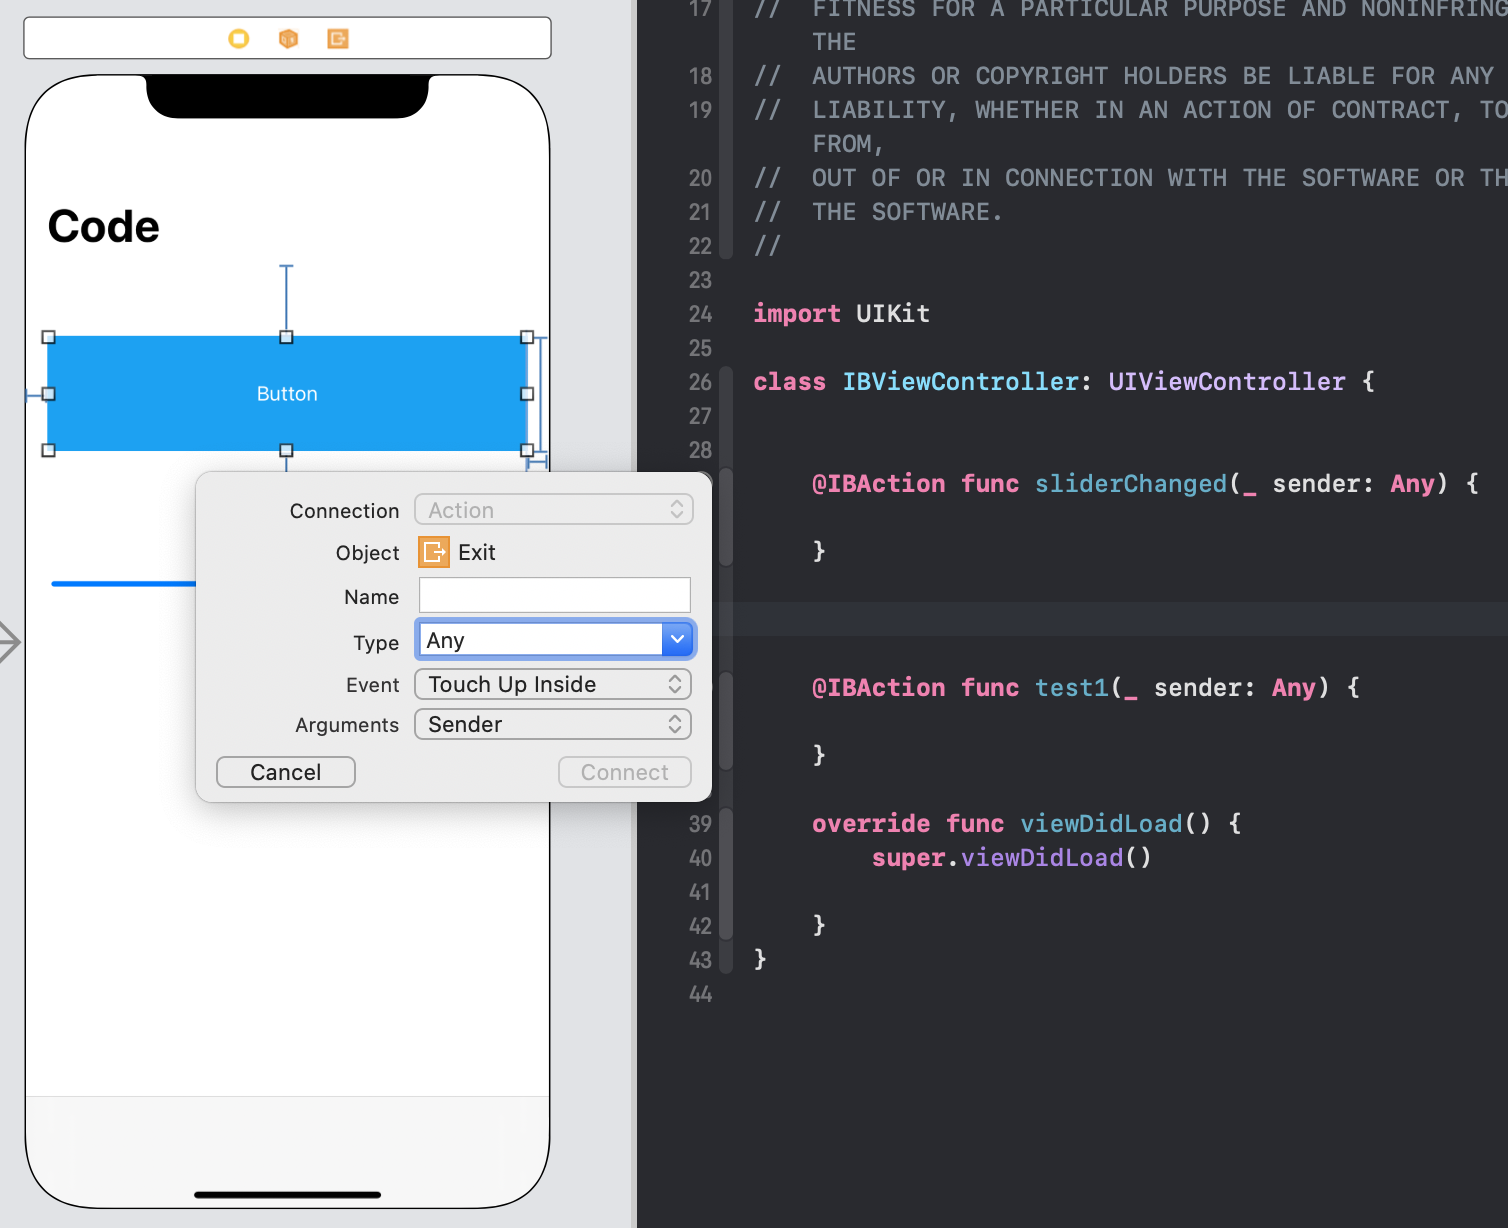 Code
Button
Connection Action
Object Exit
Name
Type Any
Event Touch Up Inside
Arguments Sender
Cancel Connect
17 // FITNESS FOR A PARTICULAR PURPOSE AND NONINFRING
THE
18 // AUTHORS OR COPYRIGHT HOLDERS BE LIABLE FOR ANY
19 // LIABILITY, WHETHER IN AN ACTION OF CONTRACT, TO
FROM,
20 // OUT OF OR IN CONNECTION WITH THE SOFTWARE OR TH
21 // THE SOFTWARE.
22 //
23
24 import UIKit
25
26 class IBViewController: UIViewController {
27
28
@IBAction func sliderChanged(_ sender: Any) {
}
@IBAction func test1(_ sender: Any) {
}
39 override func viewDidLoad() {
40 super.viewDidLoad()
41
42 }
43 }
44